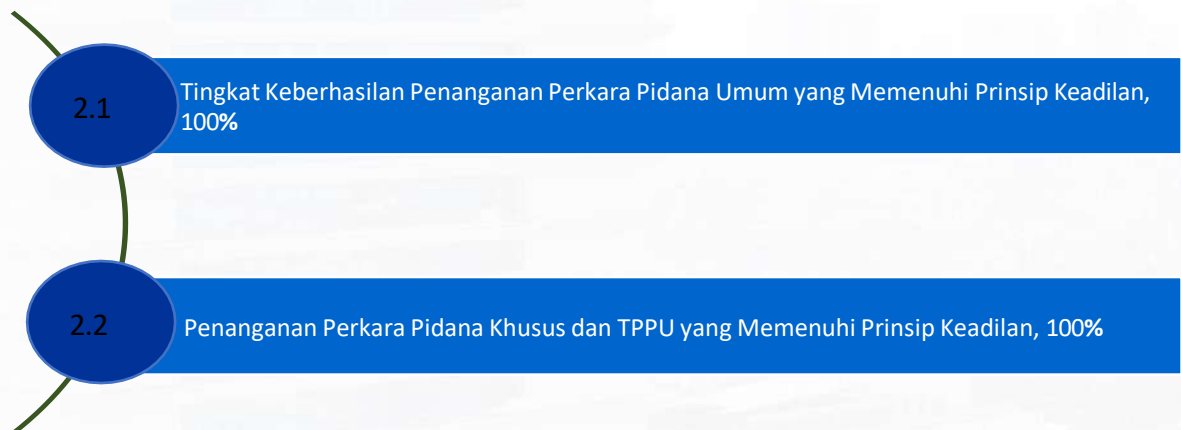 2.1
Tingkat Keberhasilan Penanganan Perkara Pidana Umum yang Memenuhi Prinsip Keadilan,
100%
2.2
Penanganan Perkara Pidana Khusus dan TPPU yang Memenuhi Prinsip Keadilan, 100%